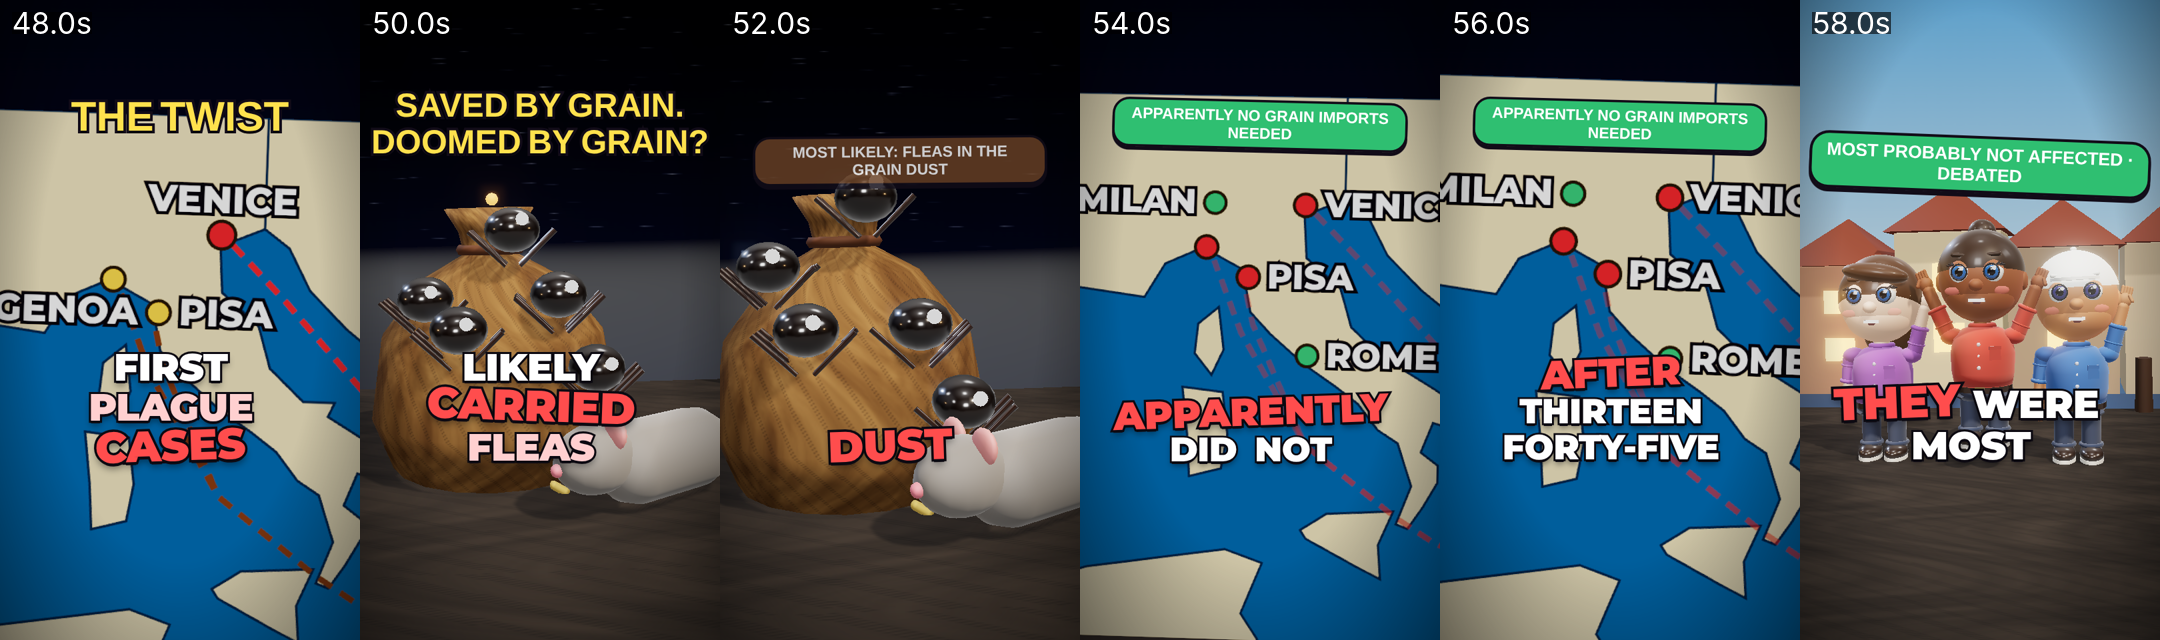 48.0s
THE TWIST
VENICE
GENOA
PISA
FIRST
PLAGUE
CASES
50.0s
SAVED BY GRAIN.
DOOMED BY GRAIN?
LIKELY
CARRIED
FLEAS
52.0s
MOST LIKELY: FLEAS IN THE
GRAIN DUST
DUST
54.0s
APPARENTLY NO GRAIN IMPORTS
NEEDED
MILAN
VENIC
PISA
ROME
APPARENTLY
DID NOT
56.0s
APPARENTLY NO GRAIN IMPORTS
NEEDED
MILAN
VENIC
PISA
ROME
AFTER
THIRTEEN
FORTY-FIVE
58.0s
MOST PROBABLY NOT AFFECTED ·
DEBATED
THEY WERE
MOST